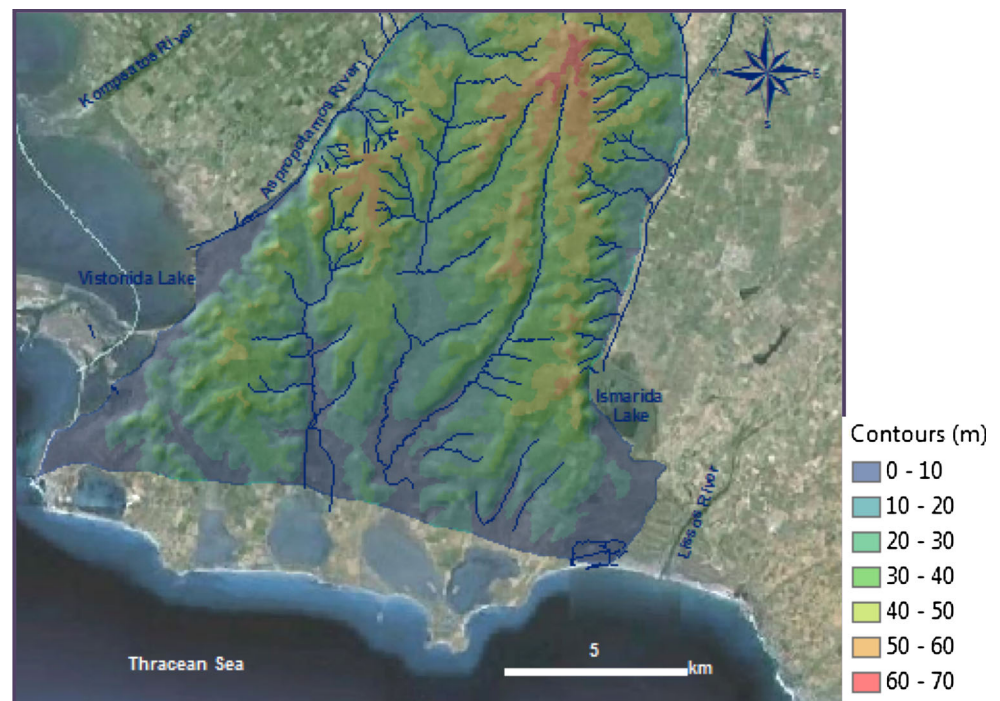 Kompsatos River
Aspropotamos River
N
E
S
Vistonida Lake
Ismarida
Lake
Lissos River
Thracean Sea
5
km
Contours (m)
0 - 10
10 - 20
20 - 30
30 - 40
40 - 50
50 - 60
60 - 70